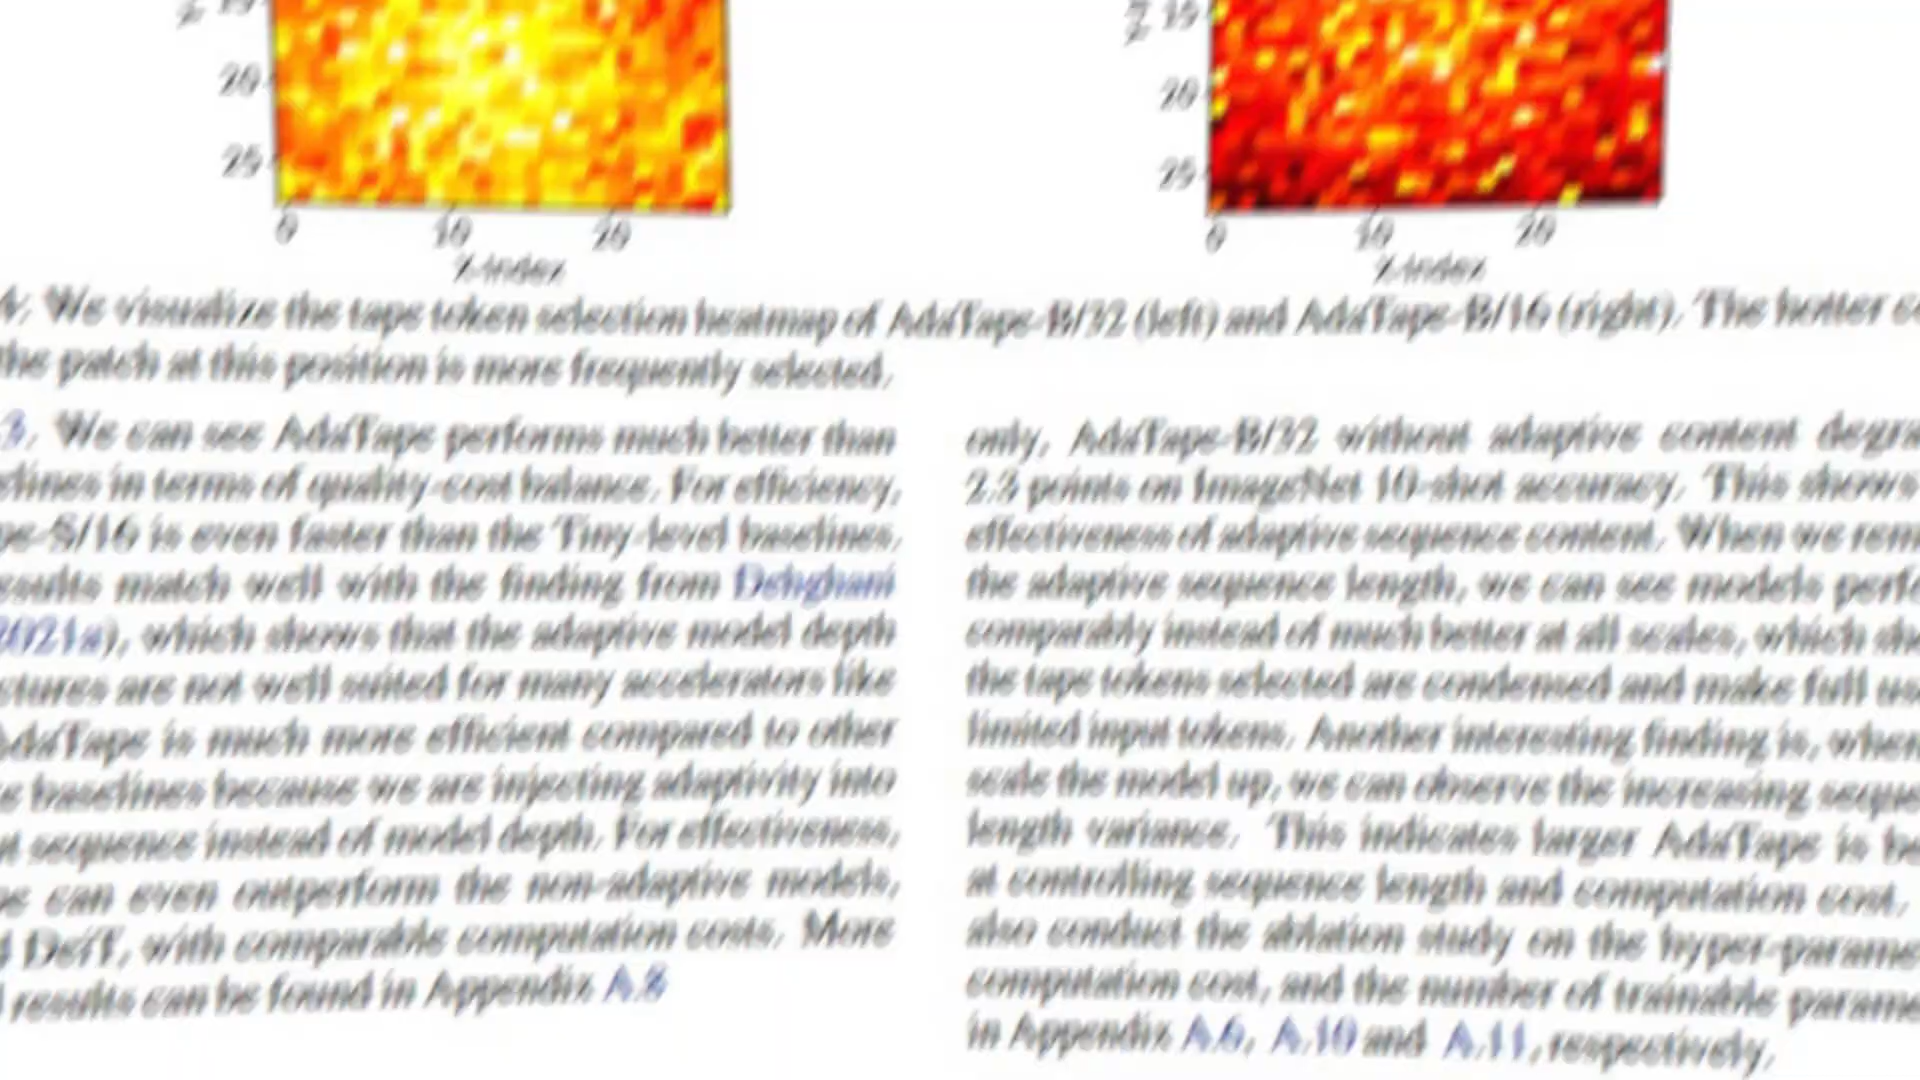 19
20
25
0 10 20
X-Index
19
20
25
0 10 20
X-Index
4: We visualize the tape token selection heatmap of AdaTape-B/32 (left) and AdaTape-B/16 (right). The hotter
the patch at this position is more frequently selected.
3. We can see AdaTape performs much better than
lines in terms of quality-cost balance. For efficiency,
pe-S/16 is even faster than the Tiny-level baselines.
sults match well with the finding from Dehghani
2021a), which shows that the adaptive model depth
ctures are not well suited for many accelerators like
AdaTape is much more efficient compared to other
e baselines because we are injecting adaptivity into
t sequence instead of model depth. For effectiveness,
pe can even outperform the non-adaptive models,
d DeiT, with comparable computation costs. More
l results can be found in Appendix A.8
only, AdaTape-B/32 without adaptive content degra
2.3 points on ImageNet 10-shot accuracy. This shows
effectiveness of adaptive sequence content. When we rem
the adaptive sequence length, we can see models perfo
comparably instead of much better at all scales, which sho
the tape tokens selected are condensed and make full us
limited input tokens. Another interesting finding is, when
scale the model up, we can observe the increasing seque
length variance. This indicates larger AdaTape is be
at controlling sequence length and computation cost.
also conduct the ablation study on the hyper-parame
computation cost, and the number of trainable parame
in Appendix A.6, A.10 and A.11, respectively.